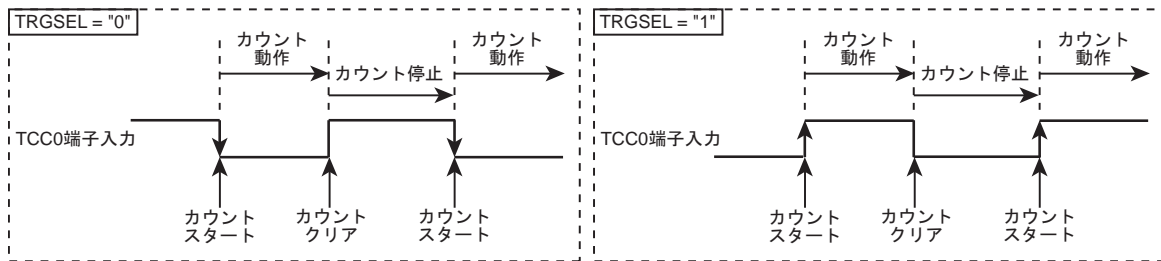 TRGSEL = "0"
カウント
動作
カウント停止
カウント
動作
TCC0端子入力
カウント
スタート
カウント
クリア
カウント
スタート
TRGSEL = "1"
カウント
動作
カウント停止
カウント
動作
TCC0端子入力
カウント
スタート
カウント
クリア
カウント
スタート